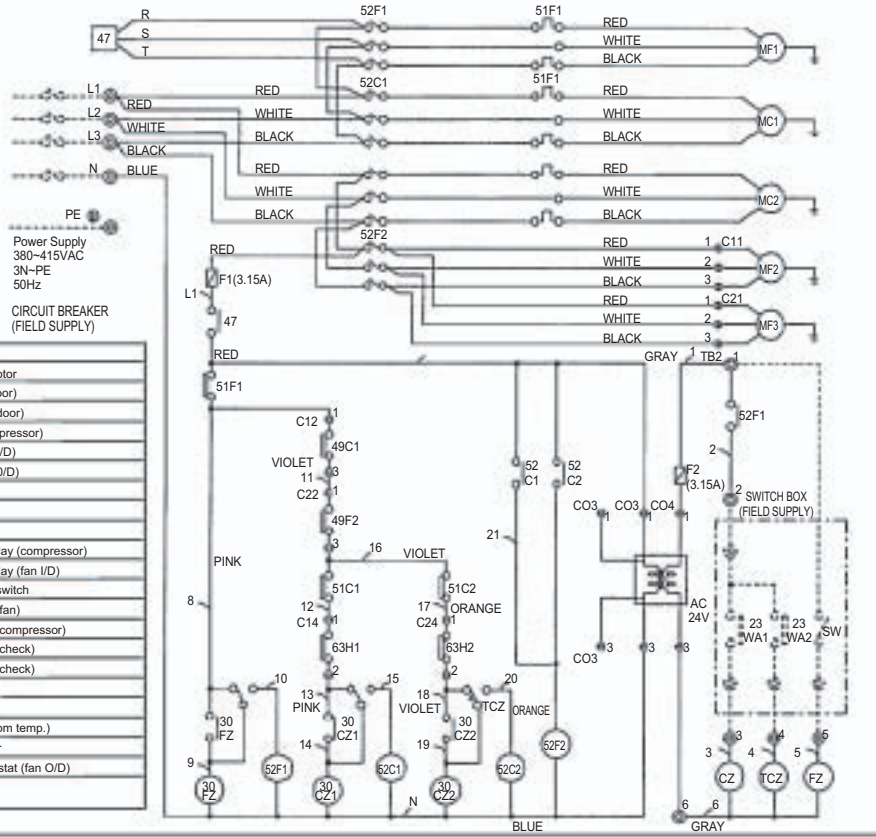 R
52F1
51F1
RED
47
S
WHITE
T
BLACK
MF1
52C1
51F1
L1
RED
RED
RED
L2
WHITE
WHITE
WHITE
MC1
L3
BLACK
BLACK
BLACK
N
BLUE
RED
RED
WHITE
WHITE
MC2
BLACK
BLACK
PE
Power Supply
380~415VAC
3N~PE
50Hz
CIRCUIT BREAKER
(FIELD SUPPLY)
52F2
RED
RED
1
C11
WHITE
2
MF2
BLACK
3
RED
1
C21
WHITE
2
MF3
BLACK
3
F1(3.15A)
L1
47
RED
GRAY
1
TB2
1
51F1
52F1
2
2
SWITCH BOX
(FIELD SUPPLY)
C12
1
49C1
VIOLET
3
11
C22
1
49F2
3
16
VIOLET
52
C1
52
C2
21
F2
(3.15A)
CO3
CO3
CO4
1
1
1
AC
24V
CO3
3
3
3
PINK
8
51C1
12
C14
1
63H1
2
51C2
17
ORANGE
C24
1
63H2
2
23
WA1
23
WA2
SW
10
13
PINK
15
18
VIOLET
20
TCZ
ORANGE
30
FZ
30
CZ1
30
CZ2
14
19
9
52F1
52C1
52C2
52F2
30
FZ
30
CZ1
30
CZ2
N
BLUE
3
4
5
3
4
5
CZ
TCZ
FZ
6
6
GRAY
otor
oor)
door)
pressor)
/D)
O/D)
ay (compressor)
ay (fan I/D)
switch
fan)
compressor)
check)
check)
om temp.)
r
stat (fan O/D)